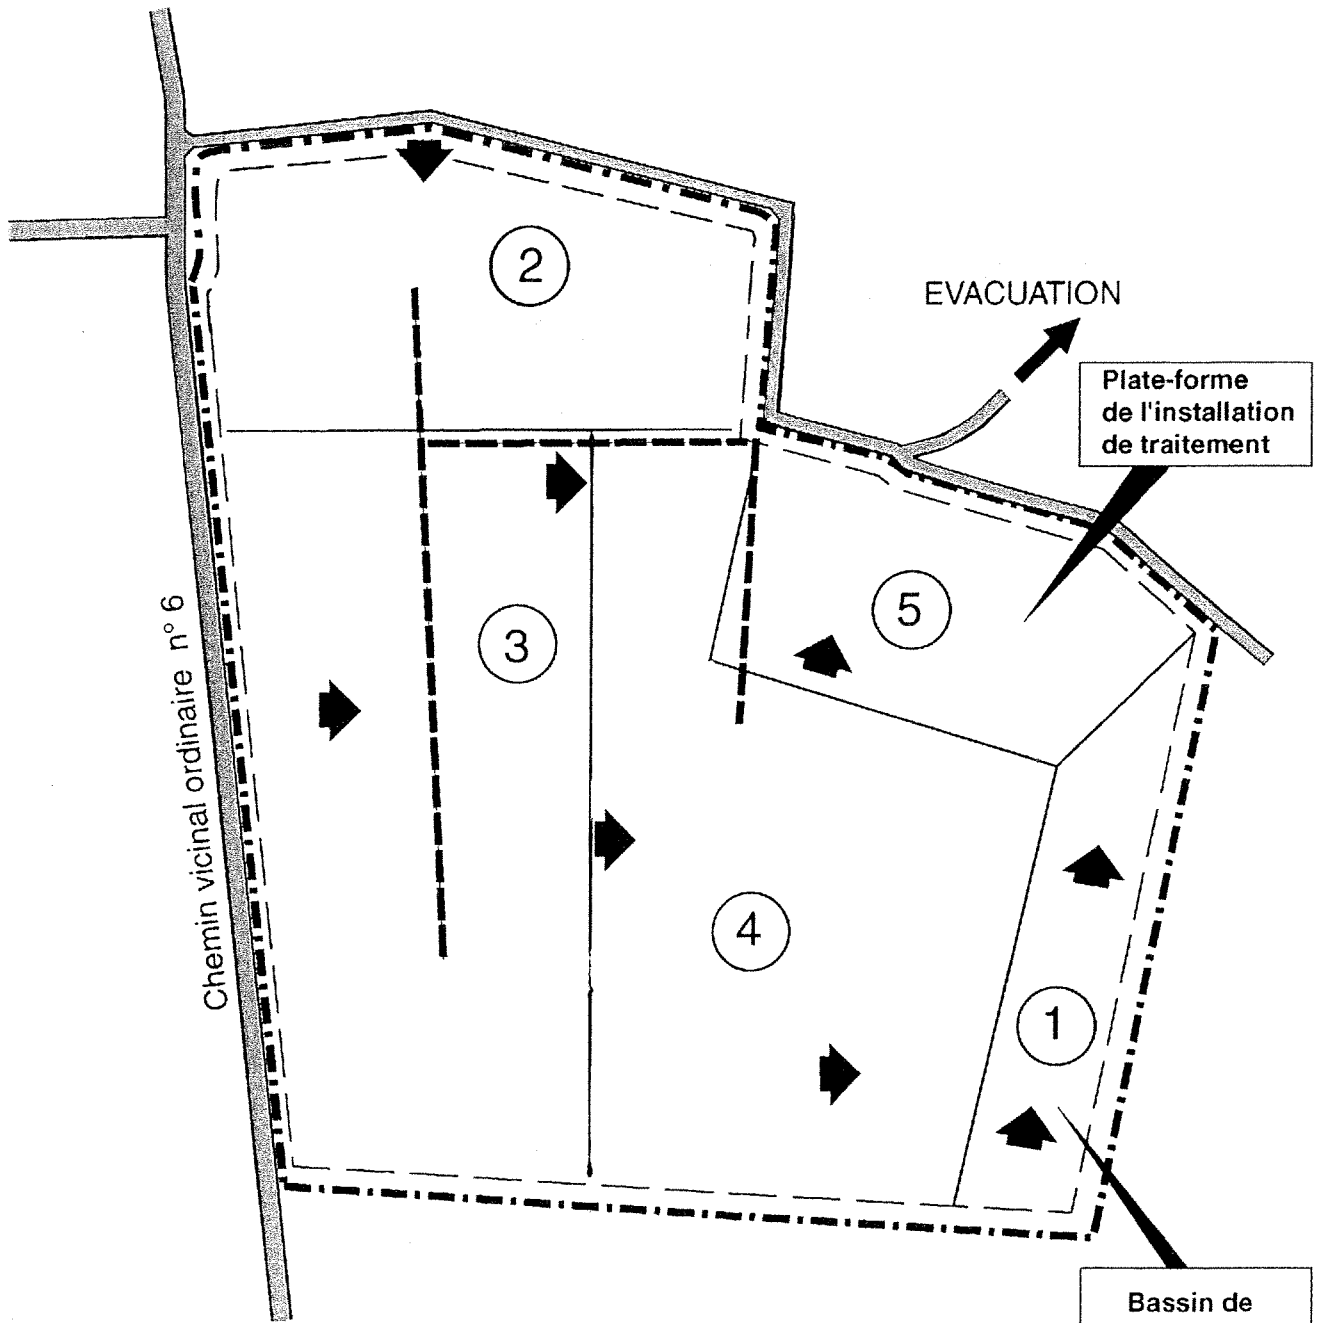 2
EVACUATION
Plate-forme
de l'installation
de traitement
5
3
Chemin vicinal ordinaire n° 6
4
1
Bassin de